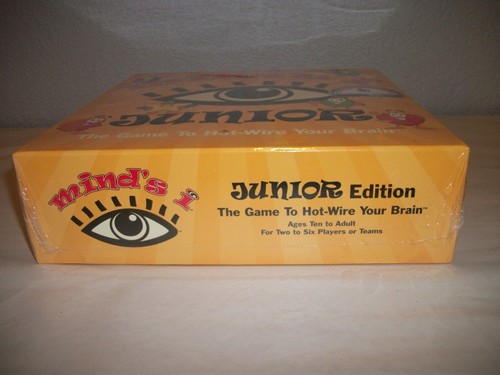 JUNIOR
The Game To Hot-Wire Your Brain™
mind's i
JUNIOR Edition
The Game To Hot-Wire Your Brain™
Ages Ten to Adult
For Two to Six Players or Teams